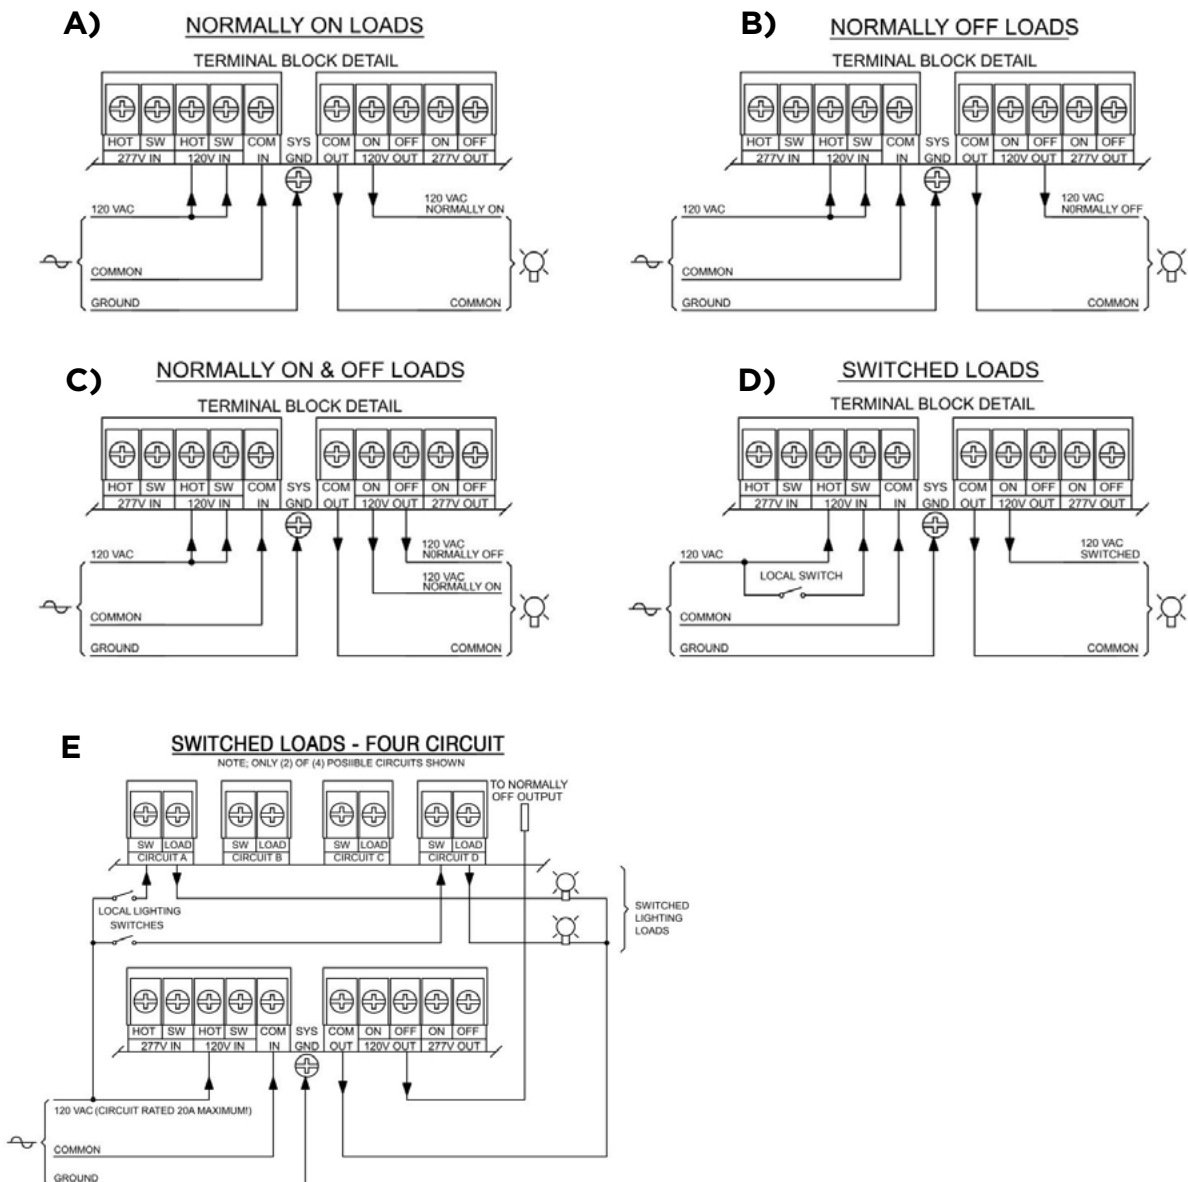 A)
NORMALLY ON LOADS
TERMINAL BLOCK DETAIL
HOT SW HOT SW COM SYS COM ON OFF ON OFF
277V IN 120V IN IN GND OUT 120V OUT 277V OUT
120 VAC
120 VAC
NORMALLY ON
COMMON
GROUND
COMMON
B)
NORMALLY OFF LOADS
TERMINAL BLOCK DETAIL
HOT SW HOT SW COM SYS COM ON OFF ON OFF
277V IN 120V IN IN GND OUT 120V OUT 277V OUT
120 VAC
120 VAC
N0RMALLY OFF
COMMON
GROUND
COMMON
C)
NORMALLY ON & OFF LOADS
TERMINAL BLOCK DETAIL
HOT SW HOT SW COM SYS COM ON OFF ON OFF
277V IN 120V IN IN GND OUT 120V OUT 277V OUT
120 VAC
120 VAC
N0RMALLY OFF
120 VAC
NORMALLY ON
COMMON
GROUND
COMMON
D)
SWITCHED LOADS
TERMINAL BLOCK DETAIL
HOT SW HOT SW COM SYS COM ON OFF ON OFF
277V IN 120V IN IN GND OUT 120V OUT 277V OUT
120 VAC
120 VAC
SWITCHED
LOCAL SWITCH
COMMON
GROUND
COMMON
E
SWITCHED LOADS - FOUR CIRCUIT
NOTE; ONLY (2) OF (4) POSIIBLE CIRCUITS SHOWN
TO NORMALLY
OFF OUTPUT
SW LOAD SW LOAD SW LOAD SW LOAD
CIRCUIT A CIRCUIT B CIRCUIT C CIRCUIT D
LOCAL LIGHTING
SWITCHES
SWITCHED
LIGHTING
LOADS
HOT SW HOT SW COM SYS COM ON OFF ON OFF
277V IN 120V IN IN GND OUT 120V OUT 277V OUT
120 VAC (CIRCUIT RATED 20A MAXIMUM!)
COMMON
GROUND